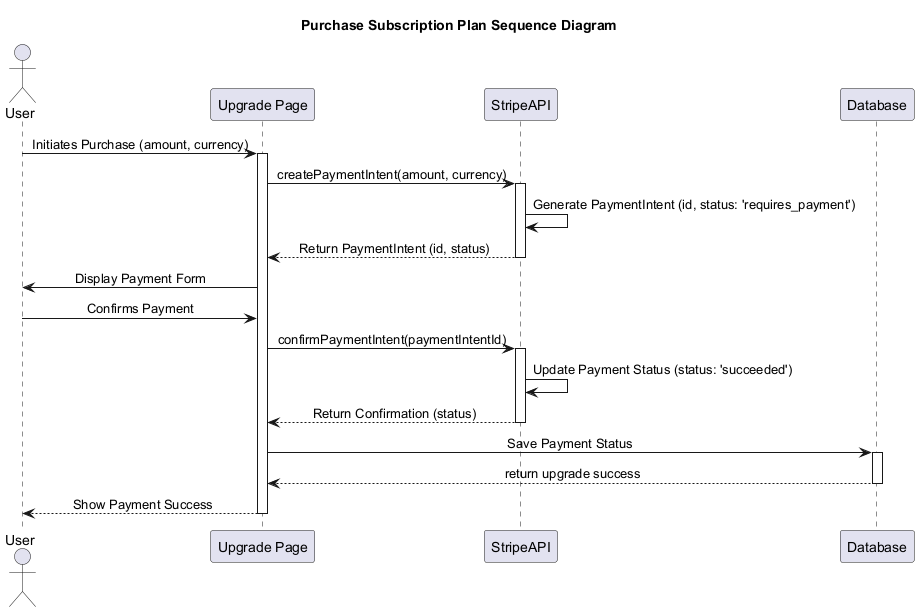 Purchase Subscription Plan Sequence Diagram
User
Upgrade Page
StripeAPI
Database
Initiates Purchase (amount, currency)
createPaymentIntent(amount, currency)
Generate PaymentIntent (id, status: 'requires_payment')
Return PaymentIntent (id, status)
Display Payment Form
Confirms Payment
confirmPaymentIntent(paymentIntentId)
Update Payment Status (status: 'succeeded')
Return Confirmation (status)
Save Payment Status
return upgrade success
Show Payment Success
User
Upgrade Page
StripeAPI
Database